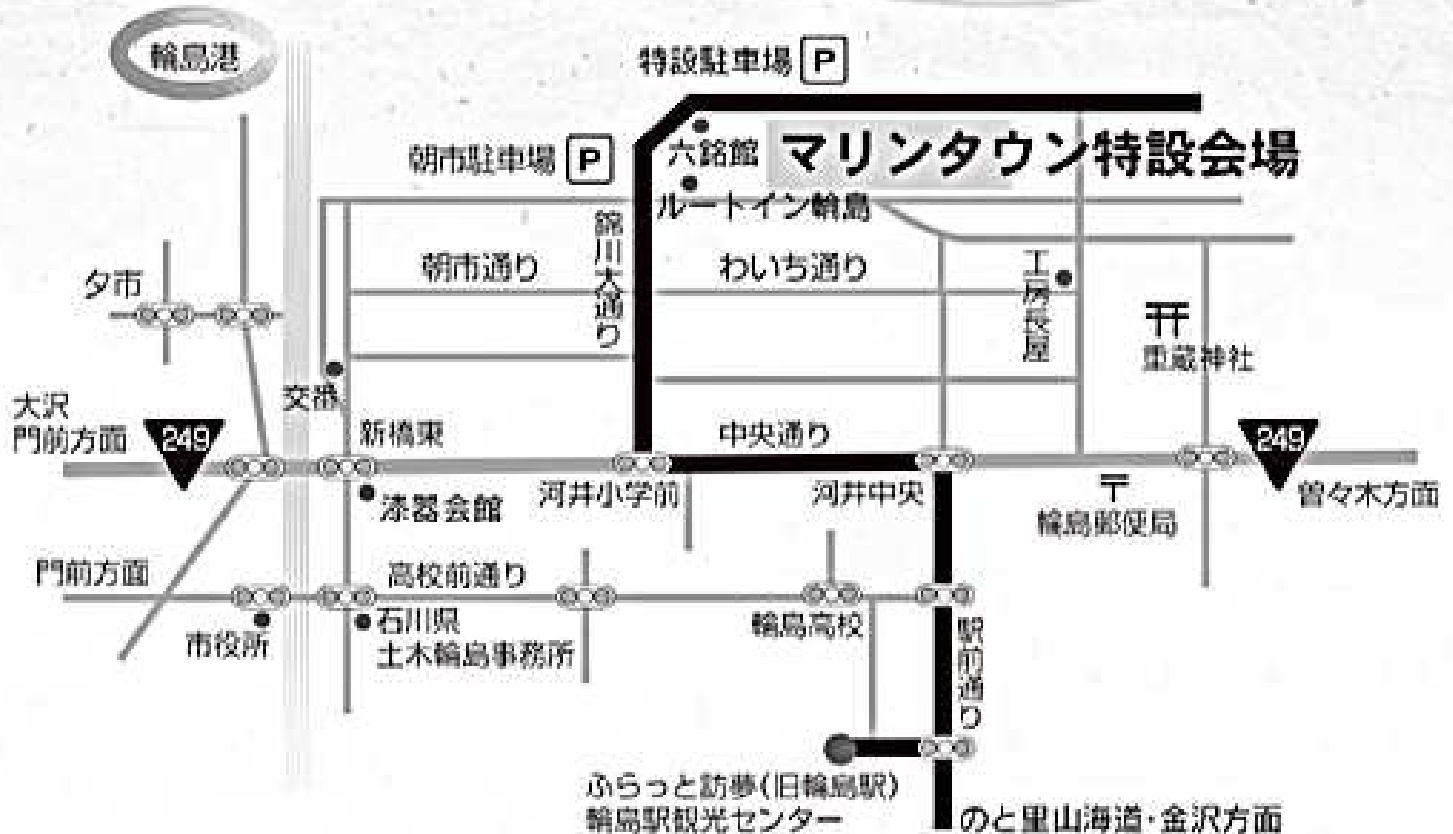 輪島港
特設駐車場 P
朝市駐車場 P
六銘館
マリンタウン特設会場
ルートイン輪島
錦川大通り
朝市通り
わいち通り
工房長屋
夕市
重蔵神社
交番
大沢
門前方面
249
新橋東
中央通り
249
漆器会館
河井小学前
河井中央
輪島郵便局
曽々木方面
門前方面
高校前通り
市役所
石川県
土木輪島事務所
輪島高校
駅前通り
ふらっと訪夢(旧輪島駅)
輪島駅観光センター
のと里山海道・金沢方面